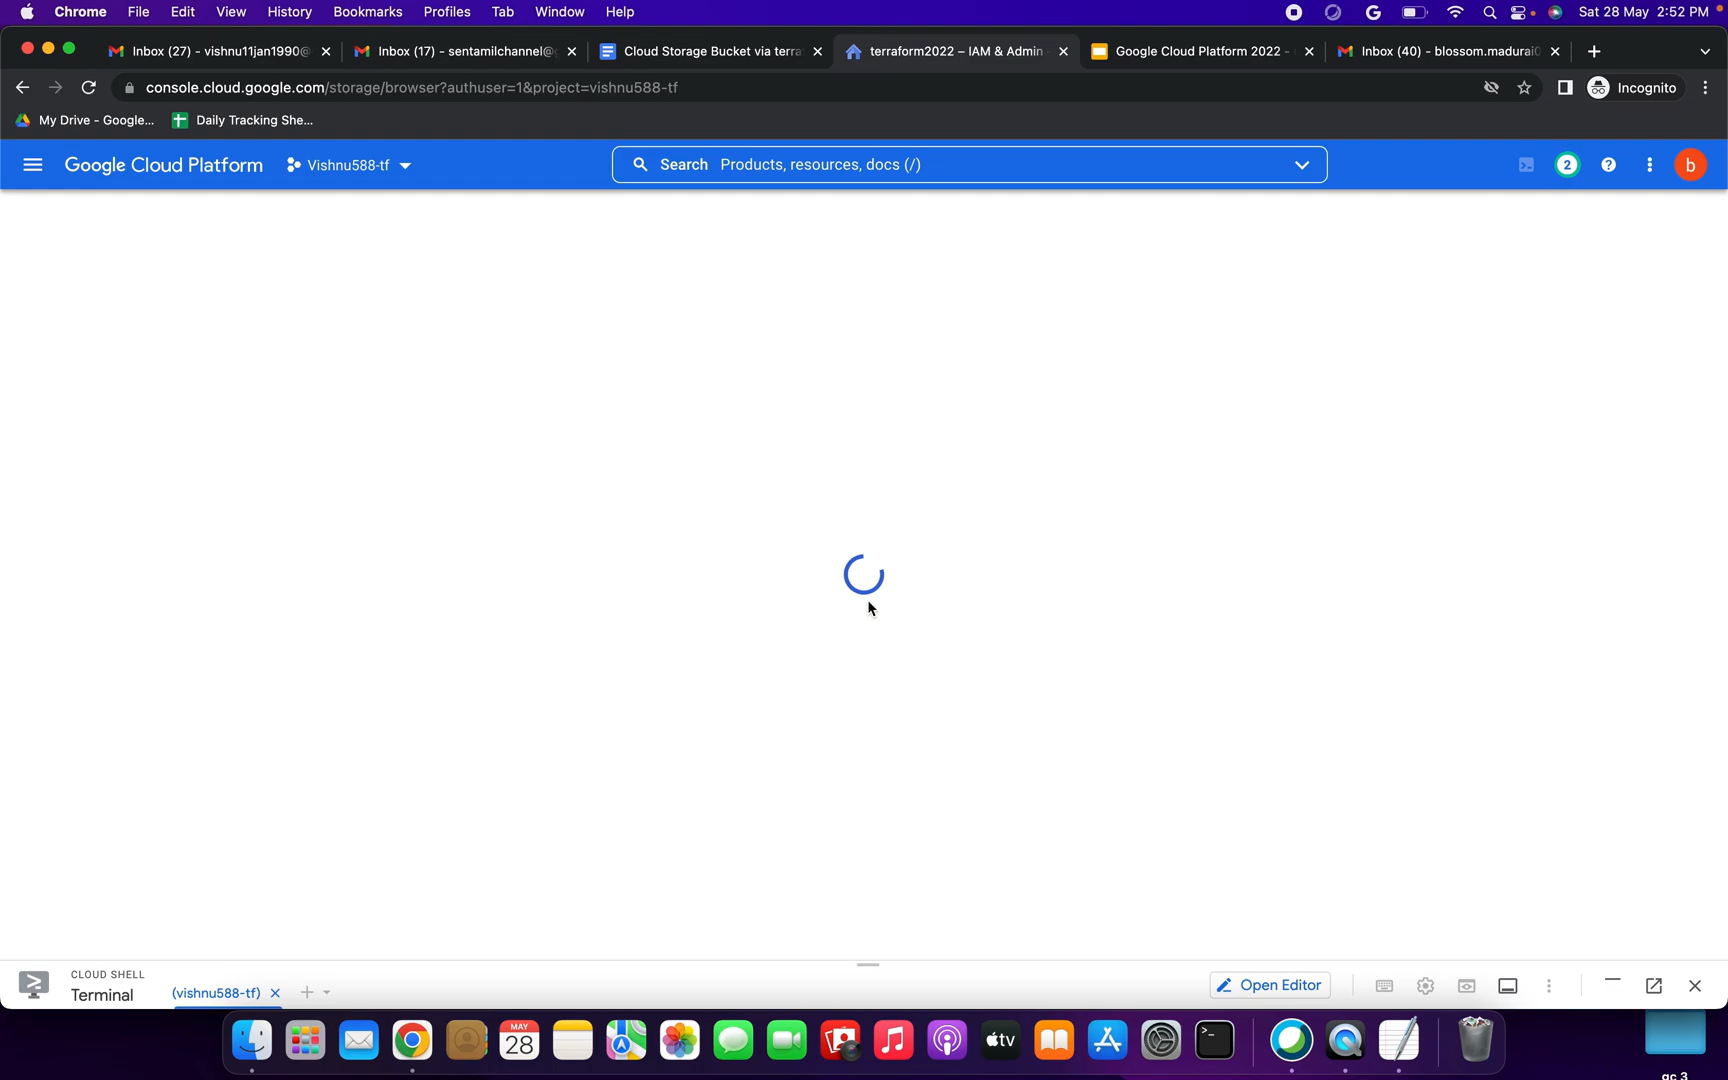 Chrome File Edit View History Bookmarks Profiles Tab Window Help Sat 28 May 2:52 PM
Inbox (27) - vishnu11jan1990@ Inbox (17) - sentamilchannel@ Cloud Storage Bucket via terra terraform2022 – IAM & Admin Google Cloud Platform 2022 - Inbox (40) - blossom.madurai
console.cloud.google.com/storage/browser?authuser=1&project=vishnu588-tf Incognito
My Drive - Google... Daily Tracking She...
Google Cloud Platform Vishnu588-tf Search Products, resources, docs (/) 2 b
CLOUD SHELL
Terminal (vishnu588-tf) Open Editor
MAY
28
tv
gc 3